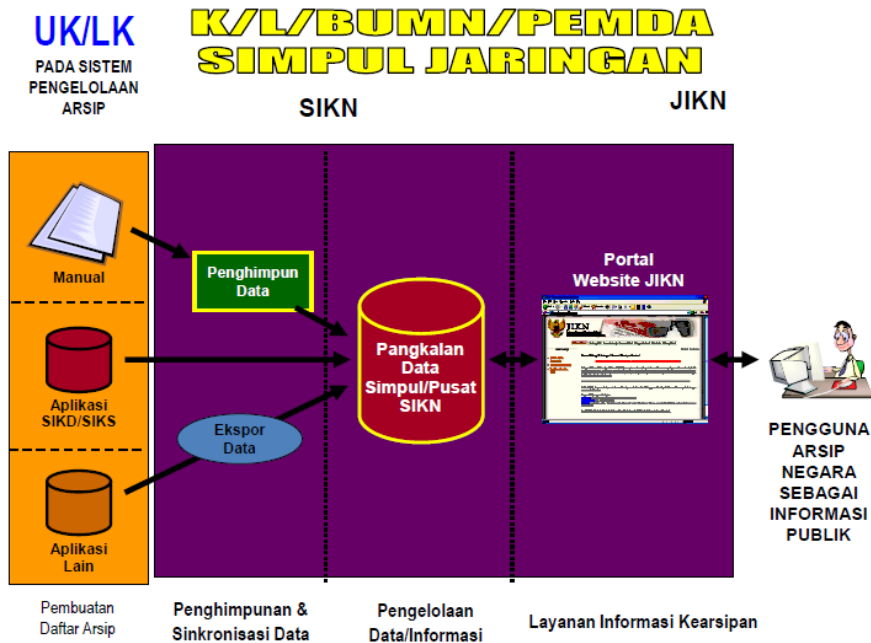 UK/LK
PADA SISTEM
PENGELOLAAN
ARSIP
K/L/BUMN/PEMDA
SIMPUL JARINGAN
SIKN
JIKN
Manual
Penghimpun
Data
Aplikasi
SIKD/SIKS
Ekspor
Data
Aplikasi
Lain
Pangkalan
Data
Simpul/Pusat
SIKN
Portal
Website JIKN
JIKN
PENGGUNA
ARSIP
NEGARA
SEBAGAI
INFORMASI
PUBLIK
Pembuatan
Daftar Arsip
Penghimpunan &
Sinkronisasi Data
Pengelolaan
Data/Informasi
Layanan Informasi Kearsipan